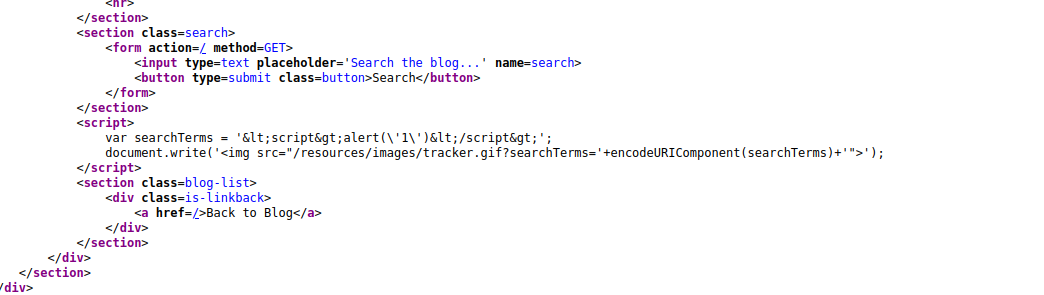 <hr>
</section>
<section class=search>
<form action=/ method=GET>
<input type=text placeholder='Search the blog...' name=search>
<button type=submit class=button>Search</button>
</form>
</section>
<script>
var searchTerms = '&lt;script&gt;alert(\'1\')&lt;/script&gt;';
document.write('<img src="/resources/images/tracker.gif?searchTerms='+encodeURIComponent(searchTerms)+'">');
</script>
<section class=blog-list>
<div class=is-linkback>
<a href=/>Back to Blog</a>
</div>
</section>
</div>
</section>
/div>